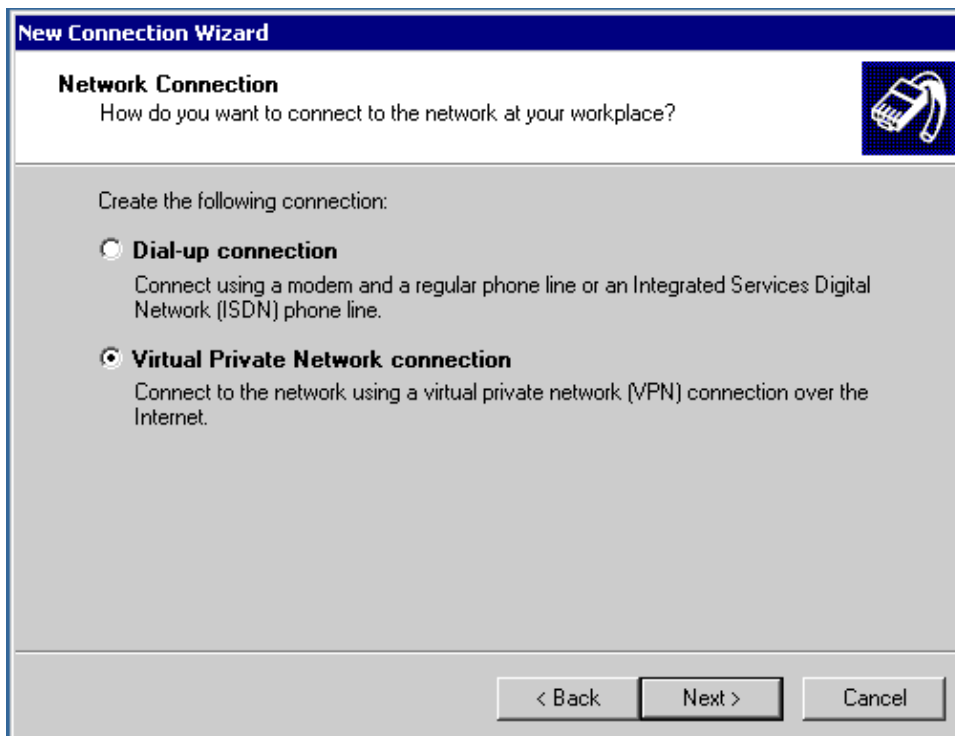 New Connection Wizard
Network Connection
How do you want to connect to the network at your workplace?
Create the following connection:
Dial-up connection
Connect using a modem and a regular phone line or an Integrated Services Digital
Network (ISDN) phone line.
Virtual Private Network connection
Connect to the network using a virtual private network (VPN) connection over the
Internet.
< Back
Next >
Cancel